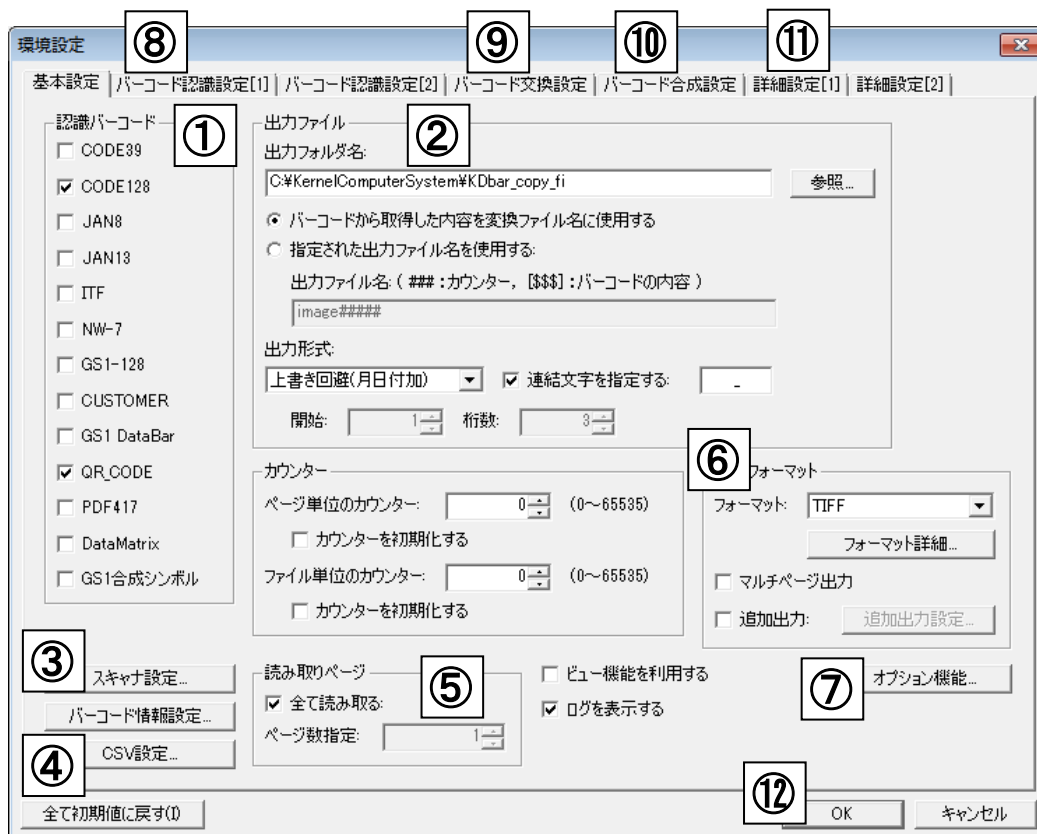 環境設定
⑧
⑨
⑩
⑪
基本設定 バーコード認識設定[1] バーコード認識設定[2] バーコード交換設定 バーコード合成設定 詳細設定[1] 詳細設定[2]
認識バーコード
①
CODE39
CODE128
JAN8
JAN13
ITF
NW-7
GS1-128
CUSTOMER
GS1 DataBar
QR_CODE
PDF417
DataMatrix
GS1合成シンボル
出力ファイル
②
出力フォルダ名:
C:¥KernelComputerSystem¥KDbar_copy_fi
参照...
バーコードから取得した内容を変換ファイル名に使用する
指定された出力ファイル名を使用する:
出力ファイル名: ( ### :カウンター, [$$$] :バーコードの内容 )
image#####
出力形式:
上書き回避(月日付加) 連結文字を指定する: _
開始: 1 桁数: 3
カウンター
ページ単位のカウンター: 0 (0～65535)
カウンターを初期化する
ファイル単位のカウンター: 0 (0～65535)
カウンターを初期化する
⑥
フォーマット
フォーマット: TIFF
フォーマット詳細...
マルチページ出力
追加出力: 追加出力設定...
③
スキャナ設定...
バーコード情報設定...
④
CSV設定...
読み取りページ
⑤
全て読み取る:
ページ数指定: 1
ビュー機能を利用する
ログを表示する
⑦
オプション機能...
全て初期値に戻す(I)
⑫
OK
キャンセル